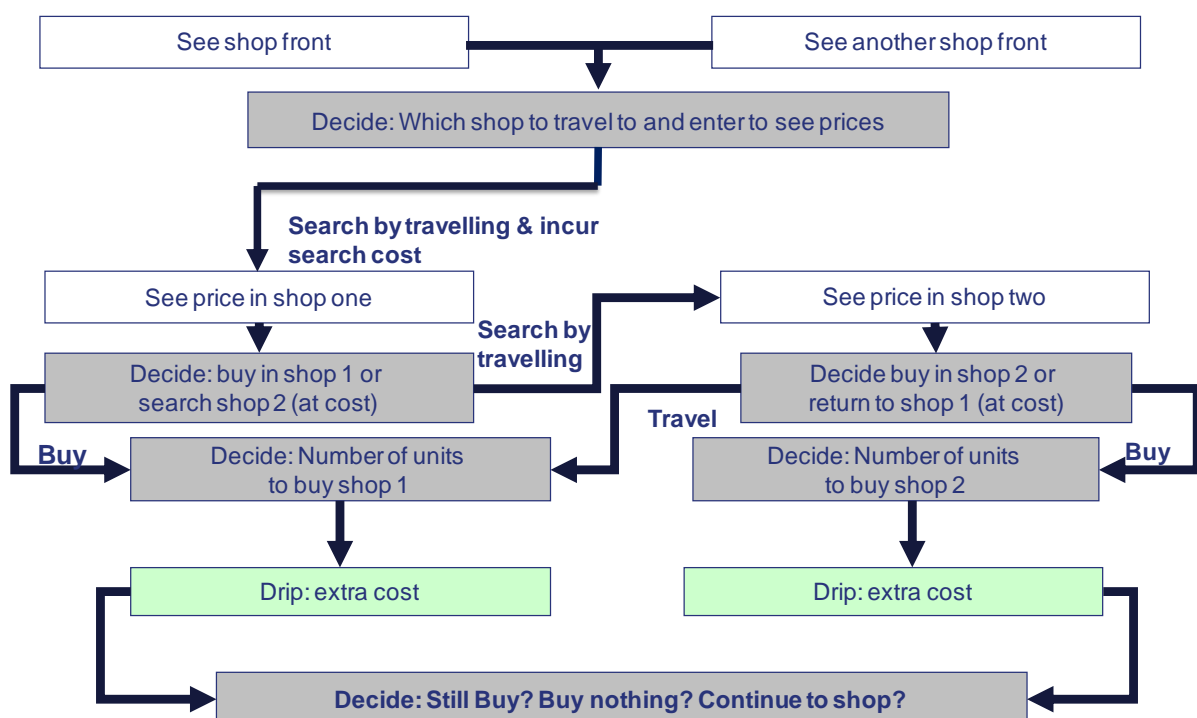 See shop front
See another shop front
Decide: Which shop to travel to and enter to see prices
Search by travelling & incur
search cost
See price in shop one
See price in shop two
Search by
travelling
Decide: buy in shop 1 or
search shop 2 (at cost)
Decide buy in shop 2 or
return to shop 1 (at cost)
Travel
Buy
Decide: Number of units
to buy shop 1
Decide: Number of units
to buy shop 2
Buy
Drip: extra cost
Drip: extra cost
Decide: Still Buy? Buy nothing? Continue to shop?